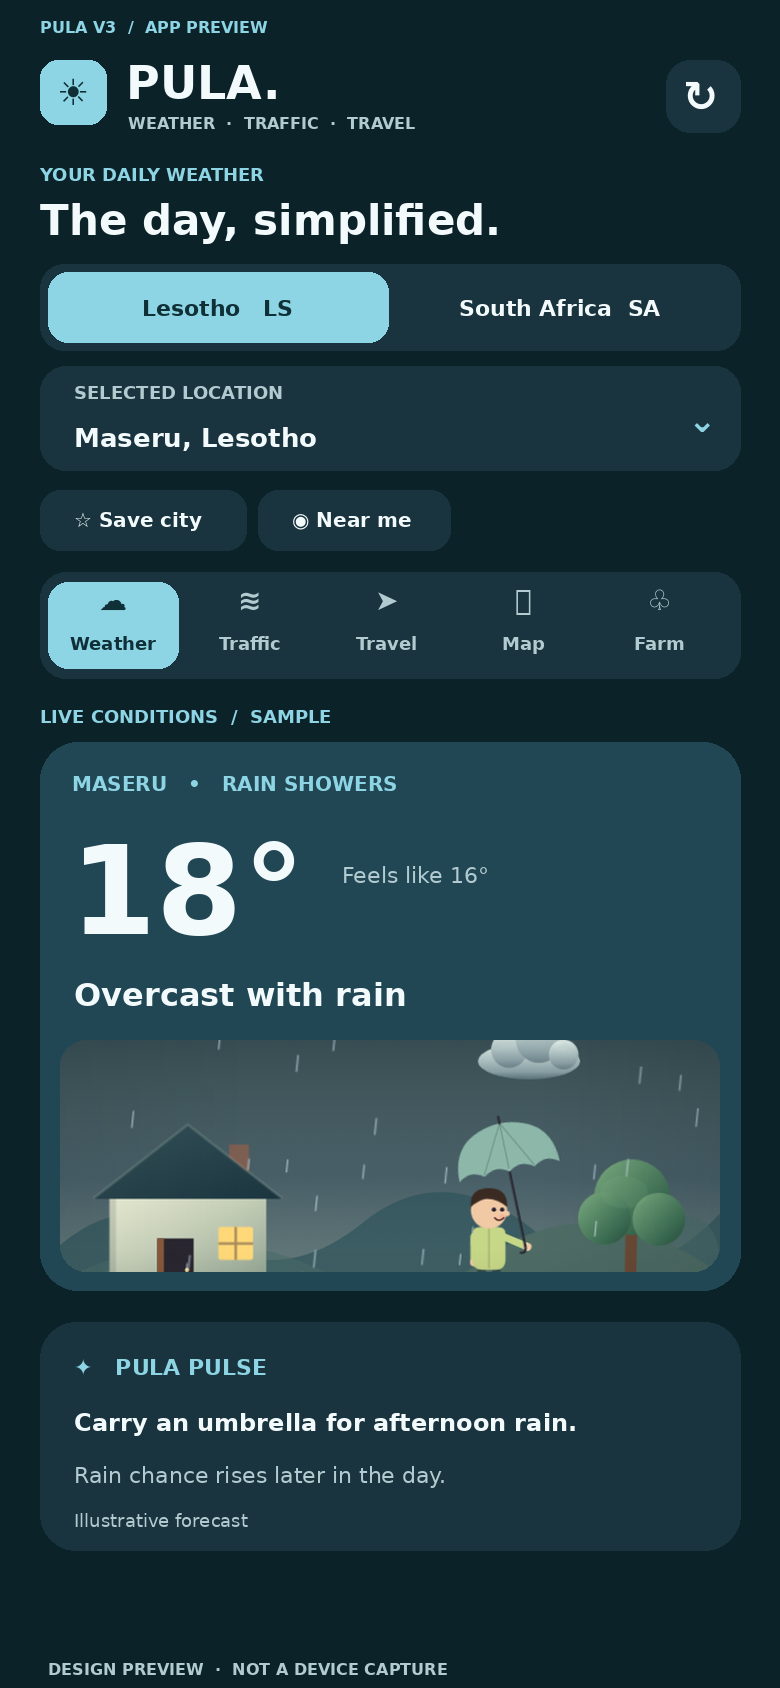 PULA V3 / APP PREVIEW
PULA.
WEATHER · TRAFFIC · TRAVEL
YOUR DAILY WEATHER
The day, simplified.
Lesotho LS South Africa SA
SELECTED LOCATION
Maseru, Lesotho
☆ Save city ◉ Near me
Weather Traffic Travel Map Farm
LIVE CONDITIONS / SAMPLE
MASERU • RAIN SHOWERS
18° Feels like 16°
Overcast with rain
✦ PULA PULSE
Carry an umbrella for afternoon rain.
Rain chance rises later in the day.
Illustrative forecast
DESIGN PREVIEW · NOT A DEVICE CAPTURE